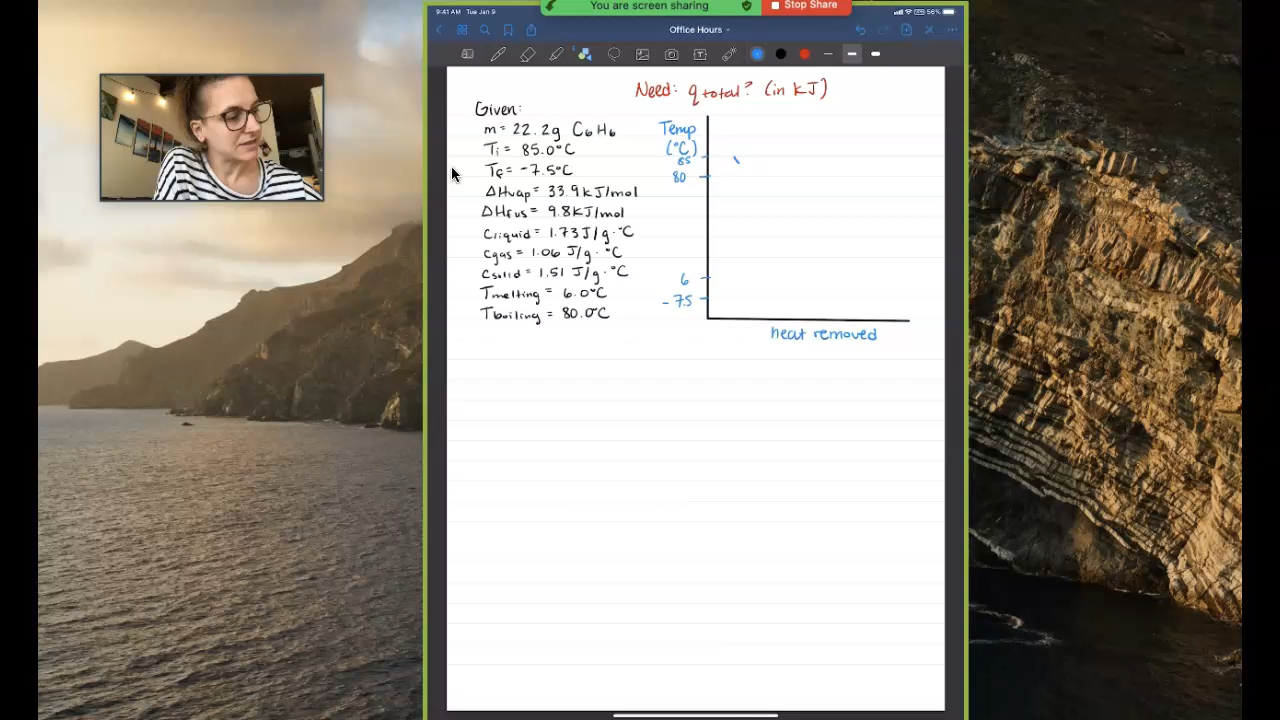 You are screen sharing
Stop Share
9:41 AM Tue Jan 9
56%
Office Hours
Need: q total? (in kJ)
Given:
m = 22.2g C6H6
Ti = 85.0°C
Tf = -7.5°C
ΔHvap = 33.9 kJ/mol
ΔHfus = 9.8 kJ/mol
Cliquid = 1.73 J/g·°C
Cgas = 1.06 J/g·°C
Csolid = 1.51 J/g·°C
Tmelting = 6.0°C
Tboiling = 80.0°C
Temp
(°C)
85
80
6
-7.5
heat removed